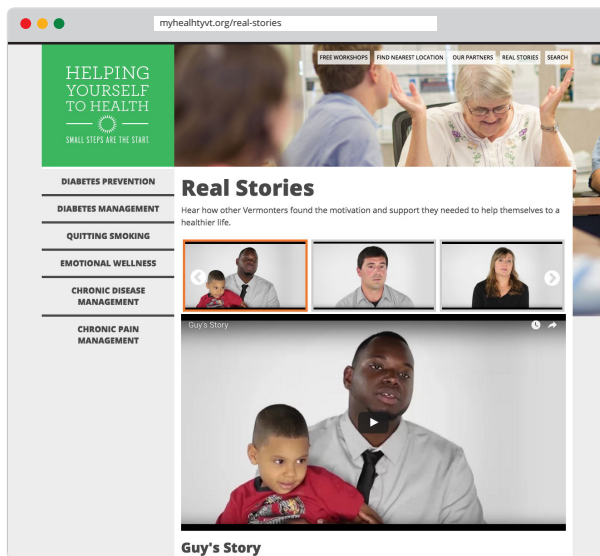 myhealhtyvt.org/real-stories
FREE WORKSHOPS FIND NEAREST LOCATION OUR PARTNERS REAL STORIES SEARCH
HELPING
YOURSELF
TO HEALTH
SMALL STEPS ARE THE START.
DIABETES PREVENTION
DIABETES MANAGEMENT
QUITTING SMOKING
EMOTIONAL WELLNESS
CHRONIC DISEASE
MANAGEMENT
CHRONIC PAIN
MANAGEMENT
Real Stories
Hear how other Vermonters found the motivation and support they needed to help themselves to a
healthier life.
Guy's Story
Guy's Story